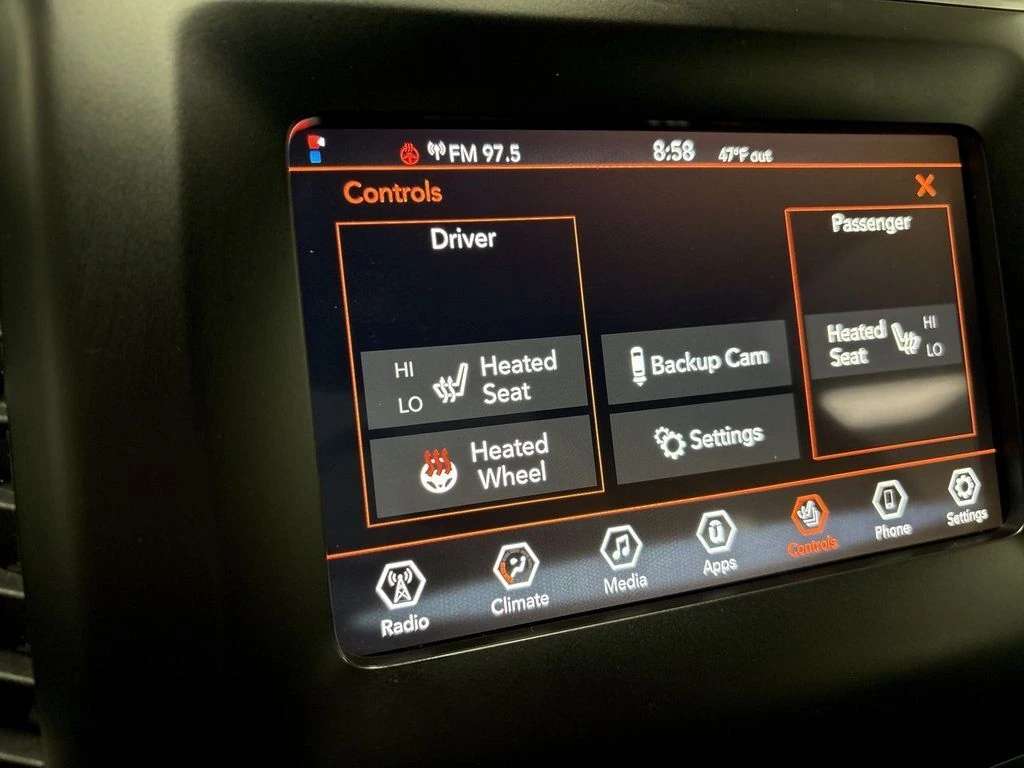 FM 97.5 8:58 47°F out
Controls X
Driver
Passenger
HI
LO
Heated
Seat
Heated
Wheel
Backup Cam
Settings
Heated
Seat
HI
LO
Radio
Climate
Media
Apps
Controls
Phone
Settings